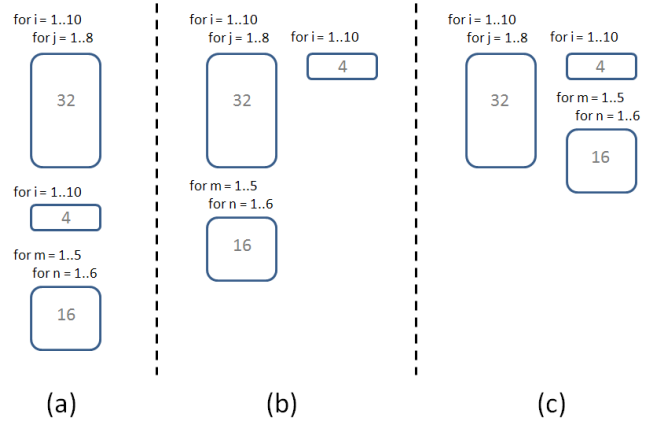 for i = 1..10
for j = 1..8
32
for i = 1..10
4
for m = 1..5
for n = 1..6
16
(a)
for i = 1..10
for j = 1..8
32
for i = 1..10
4
for m = 1..5
for n = 1..6
16
(b)
for i = 1..10
for j = 1..8
32
for i = 1..10
4
for m = 1..5
for n = 1..6
16
(c)